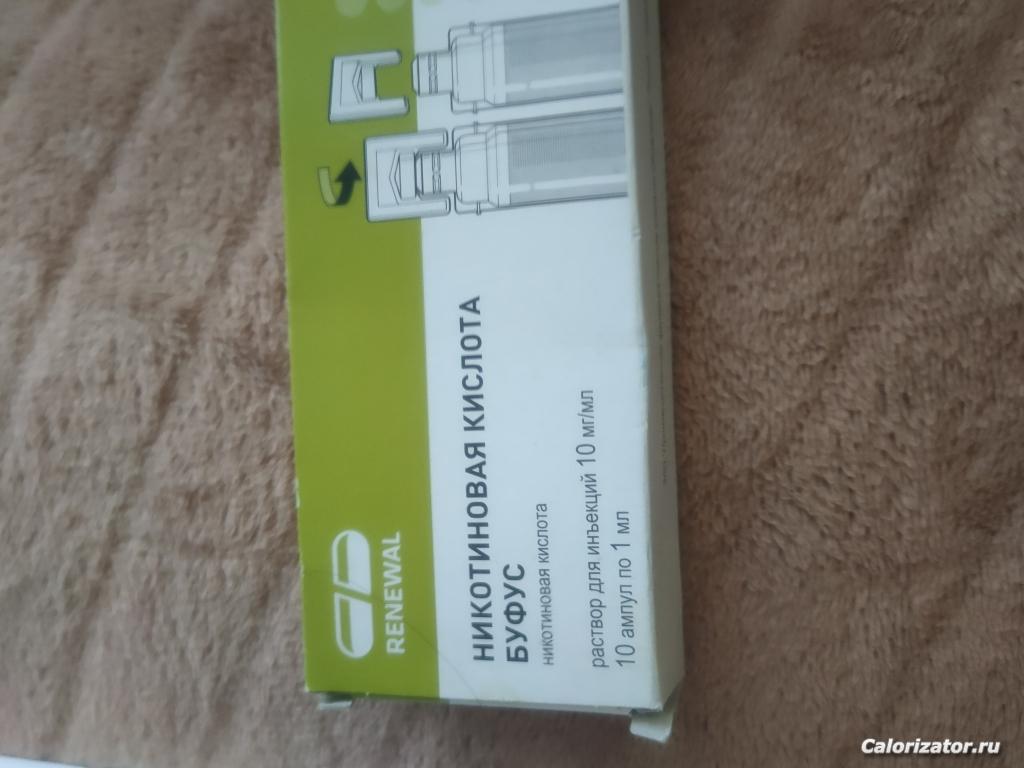 RENEWAL
НИКОТИНОВАЯ КИСЛОТА
БУФУС
никотиновая кислота
раствор для инъекций 10 мг/мл
10 ампул по 1 мл
Calorizator.ru